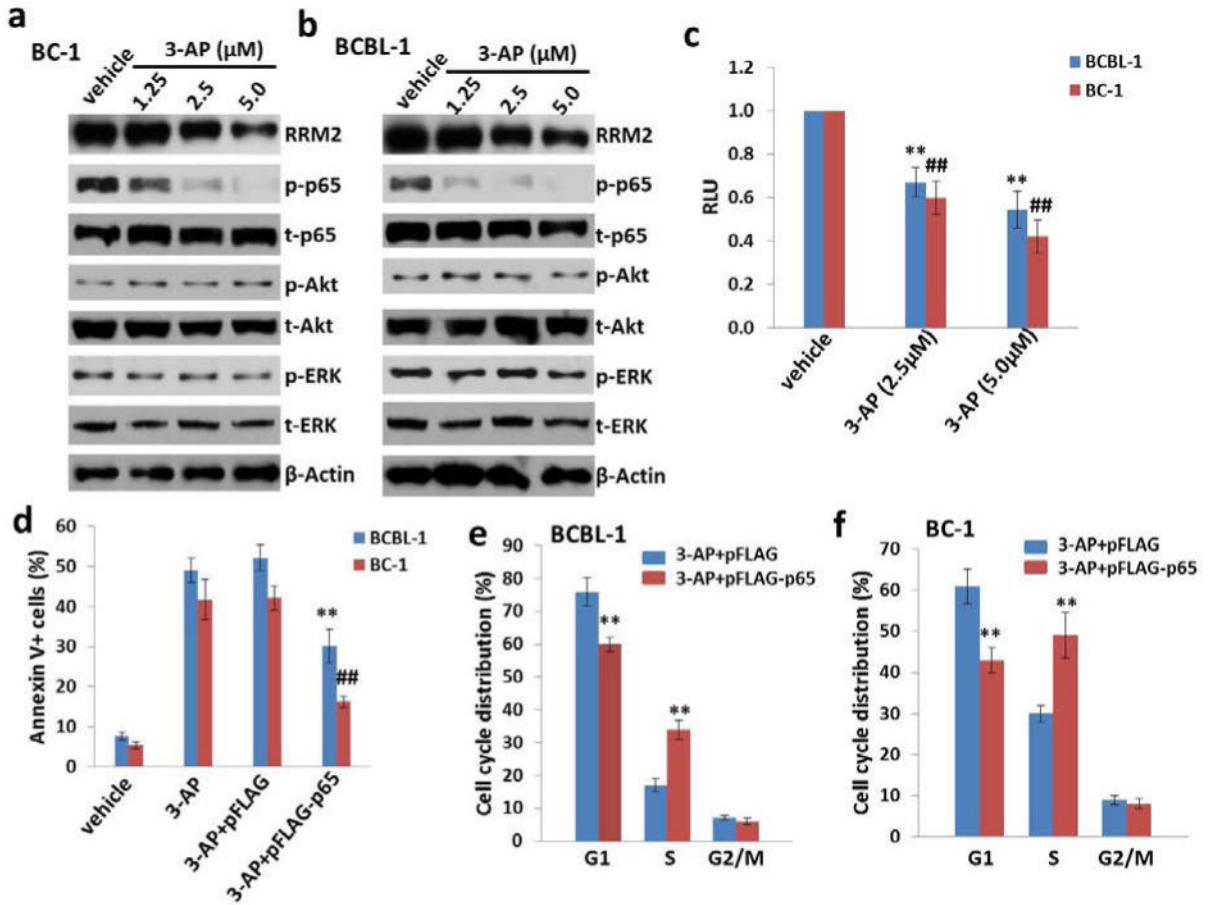 a
BC-1
3-AP (μM)
vehicle
1.25
2.5
5.0
RRM2
p-p65
t-p65
p-Akt
t-Akt
p-ERK
t-ERK
β-Actin
b
BCBL-1
3-AP (μM)
vehicle
1.25
2.5
5.0
RRM2
p-p65
t-p65
p-Akt
t-Akt
p-ERK
t-ERK
β-Actin
c
BCBL-1
BC-1
RLU
1.2
1.0
0.8
0.6
0.4
0.2
0.0
**
##
**
##
vehicle
3-AP (2.5μM)
3-AP (5.0μM)
d
BCBL-1
BC-1
Annexin V+ cells (%)
60
50
40
30
20
10
0
**
##
vehicle
3-AP
3-AP+pFLAG
3-AP+pFLAG-p65
e
BCBL-1
3-AP+pFLAG
3-AP+pFLAG-p65
Cell cycle distribution (%)
90
80
70
60
50
40
30
20
10
0
**
**
G1
S
G2/M
f
BC-1
3-AP+pFLAG
3-AP+pFLAG-p65
Cell cycle distribution (%)
70
60
50
40
30
20
10
0
**
**
G1
S
G2/M